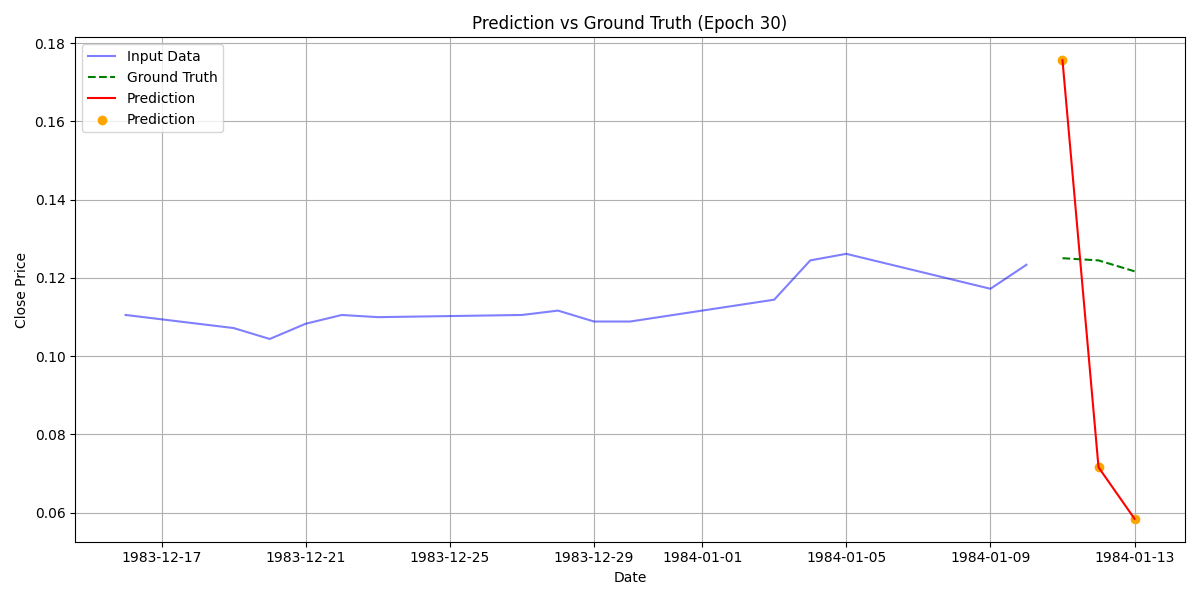 Prediction vs Ground Truth (Epoch 30)
Input Data
Ground Truth
Prediction
Prediction
Close Price
0.18
0.16
0.14
0.12
0.10
0.08
0.06
1983-12-17
1983-12-21
1983-12-25
1983-12-29
1984-01-01
1984-01-05
1984-01-09
1984-01-13
Date